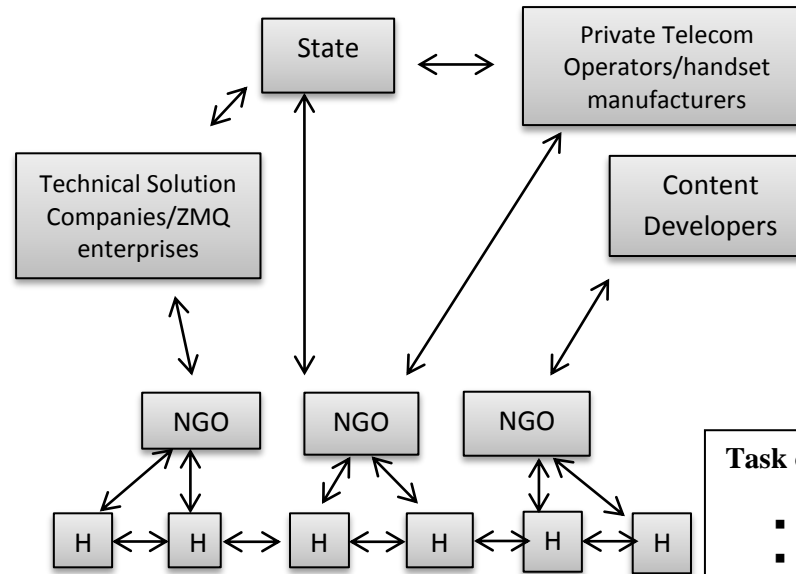 State
Private Telecom
Operators/handset
manufacturers
Technical Solution
Companies/ZMQ
enterprises
Content
Developers
NGO
NGO
NGO
Task
H
H
H
H
H
H